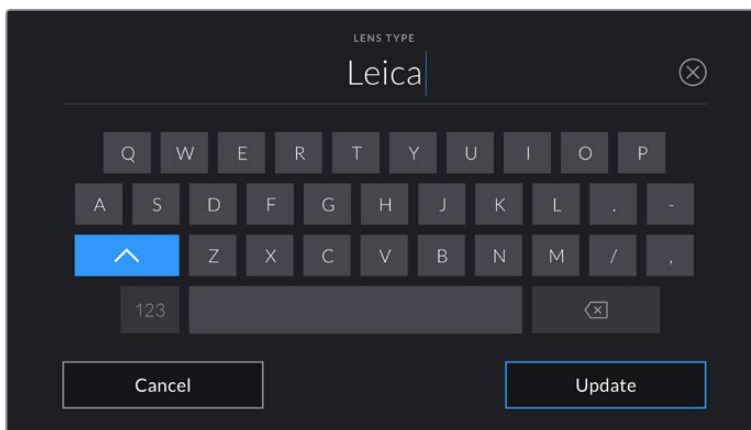 LENS TYPE
Leica
Q W E R T Y U I O P
A S D F G H J K L . -
Z X C V B N M / ,
123
Cancel Update